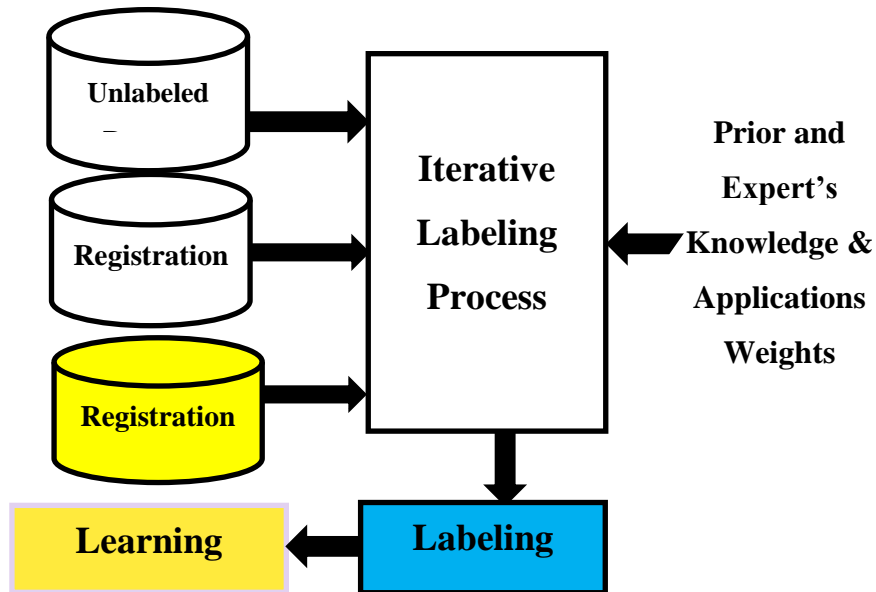 Unlabeled
Registration
Registration
Iterative
Labeling
Process
Prior and
Expert’s
Knowledge &
Applications
Weights
Learning
Labeling